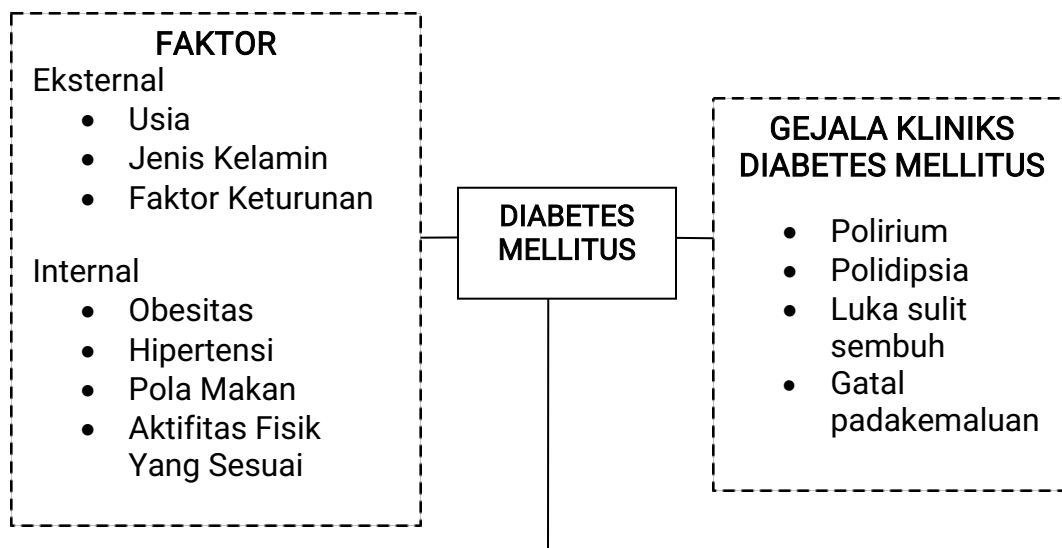 FAKTOR
Eksternal
• Usia
• Jenis Kelamin
• Faktor Keturunan
Internal
• Obesitas
• Hipertensi
• Pola Makan
• Aktifitas Fisik
Yang Sesuai
DIABETES
MELLITUS
GEJALA KLINIKS
DIABETES MELLITUS
• Polirium
• Polidipsia
• Luka sulit
sembuh
• Gatal
padakemaluan